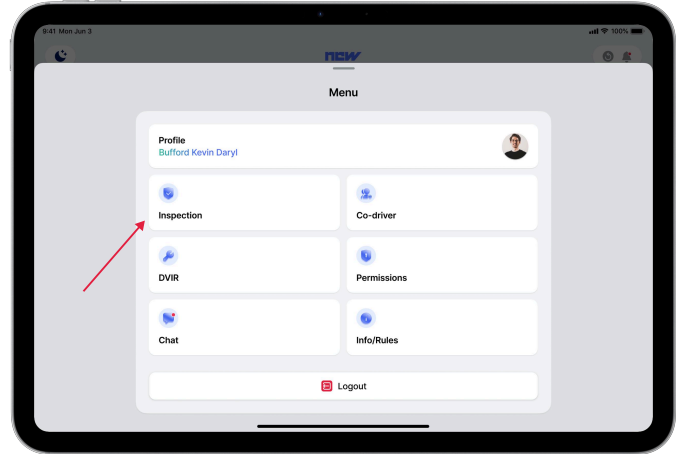 9:41 Mon Jun 3
100%
new
Menu
Profile
Bufford Kevin Daryl
Inspection
Co-driver
DVIR
Permissions
Chat
Info/Rules
Logout